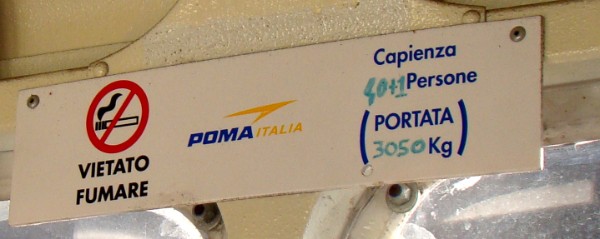 VIETATO
FUMARE
POMA ITALIA
Capienza
40+1 Persone
(PORTATA
3050 Kg)